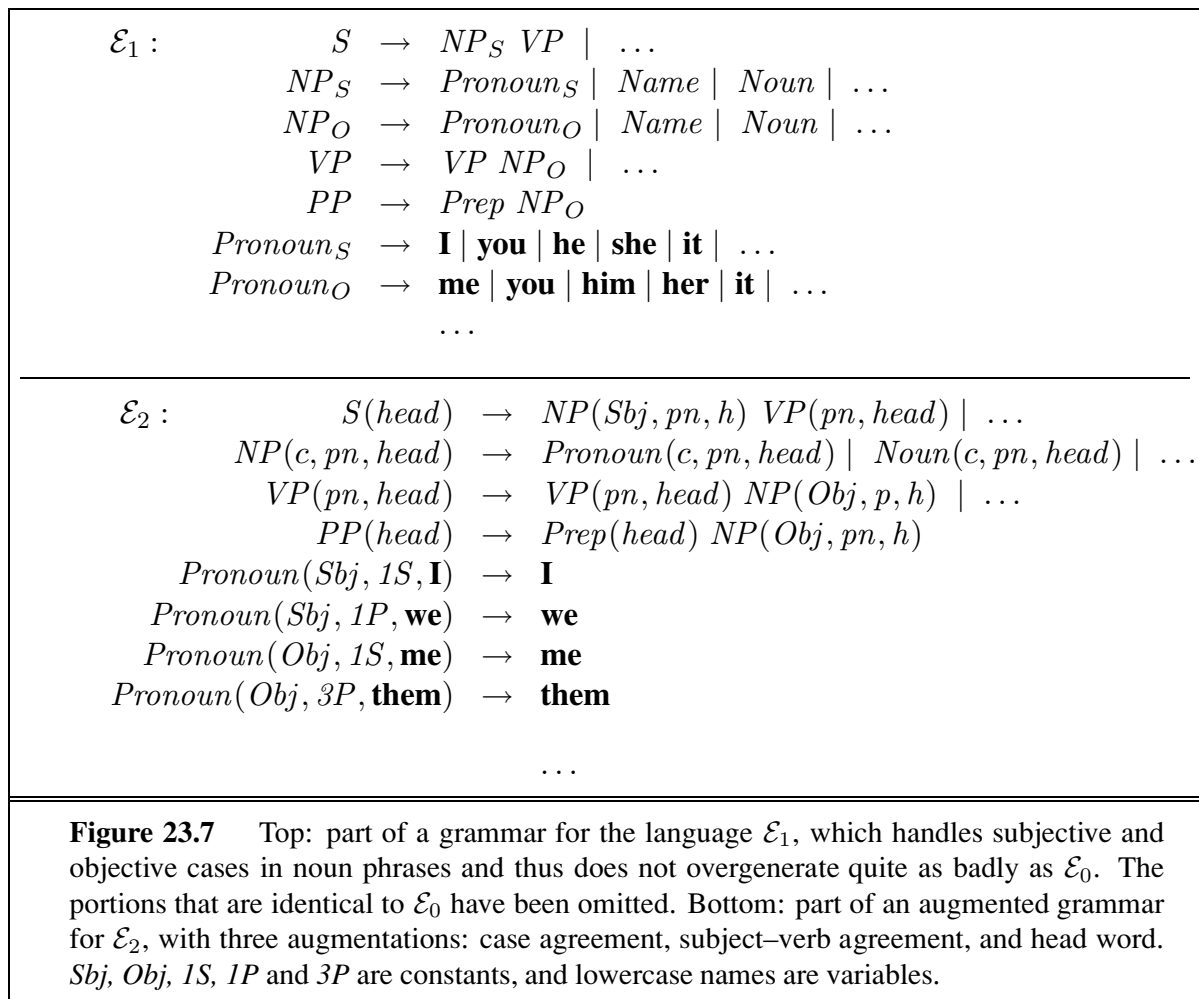 ℰ₁ : S → NP_S VP | ...
NP_S → Pronoun_S | Name | Noun | ...
NP_O → Pronoun_O | Name | Noun | ...
VP → VP NP_O | ...
PP → Prep NP_O
Pronoun_S → I | you | he | she | it | ...
Pronoun_O → me | you | him | her | it | ...
...
ℰ₂ : S(head) → NP(Sbj, pn, h) VP(pn, head) | ...
NP(c, pn, head) → Pronoun(c, pn, head) | Noun(c, pn, head) | ...
VP(pn, head) → VP(pn, head) NP(Obj, p, h) | ...
PP(head) → Prep(head) NP(Obj, pn, h)
Pronoun(Sbj, 1S, I) → I
Pronoun(Sbj, 1P, we) → we
Pronoun(Obj, 1S, me) → me
Pronoun(Obj, 3P, them) → them
...
Figure 23.7 Top: part of a grammar for the language ℰ₁, which handles subjective and
objective cases in noun phrases and thus does not overgenerate quite as badly as ℰ₀. The
portions that are identical to ℰ₀ have been omitted. Bottom: part of an augmented grammar
for ℰ₂, with three augmentations: case agreement, subject–verb agreement, and head word.
Sbj, Obj, 1S, 1P and 3P are constants, and lowercase names are variables.